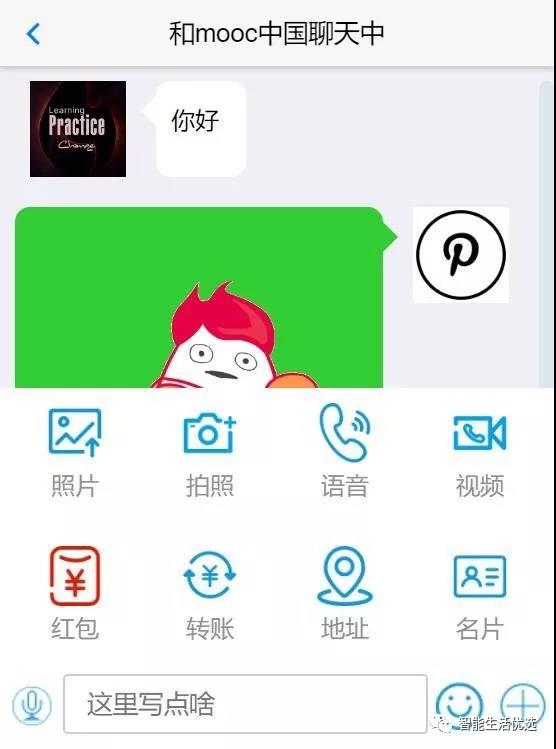 和mooc中国聊天中
Learning
Practice
Change
你好
照片
拍照
语音
视频
红包
转账
地址
名片
这里写点啥
智能生活优选